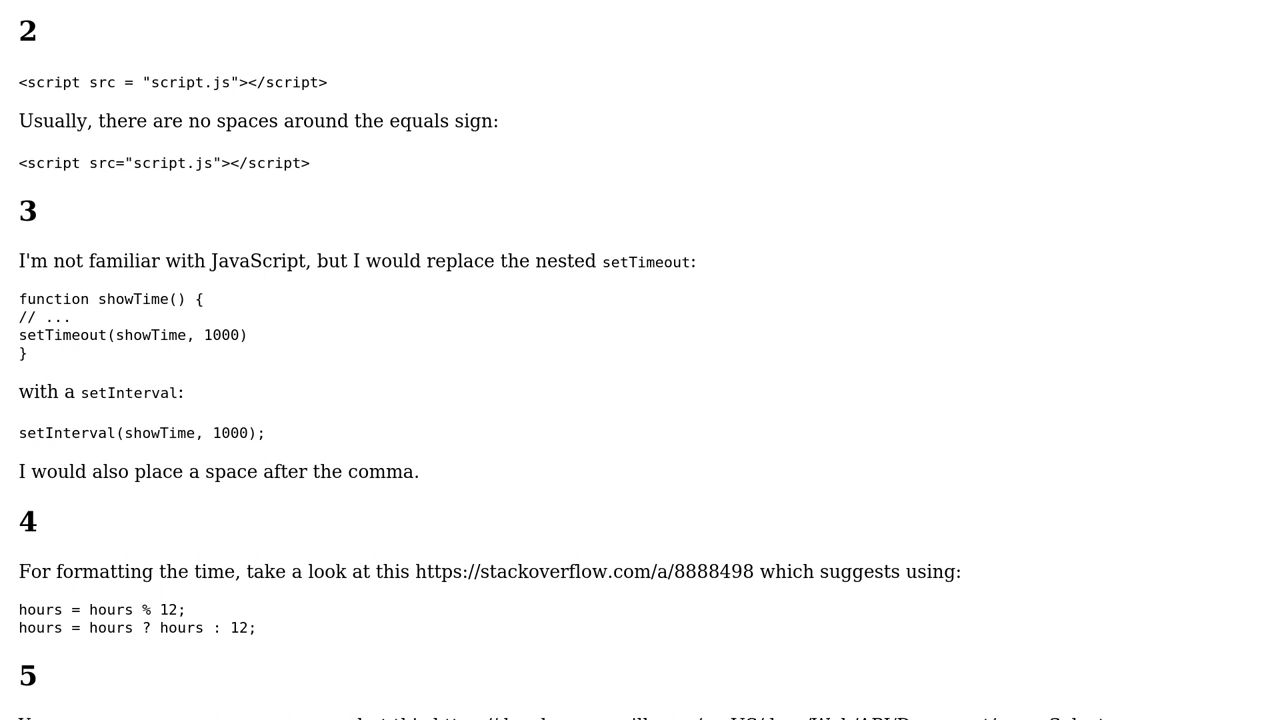 2
<script src = "script.js"></script>
Usually, there are no spaces around the equals sign:
<script src="script.js"></script>
3
I'm not familiar with JavaScript, but I would replace the nested setTimeout:
function showTime() {
// ...
setTimeout(showTime, 1000)
}
with a setInterval:
setInterval(showTime, 1000);
I would also place a space after the comma.
4
For formatting the time, take a look at this https://stackoverflow.com/a/8888498 which suggests using:
hours = hours % 12;
hours = hours ? hours : 12;
5